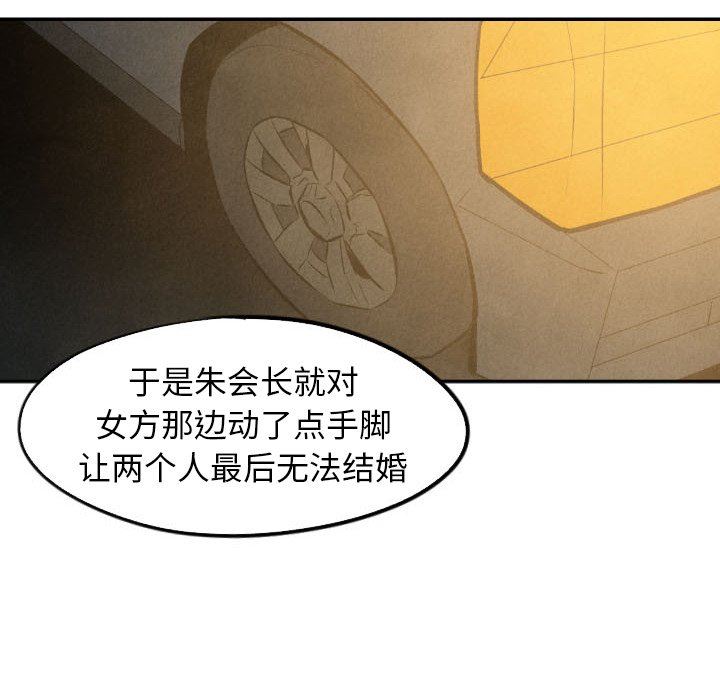 于是朱会长就对
女方那边动了点手脚
让两个人最后无法结婚